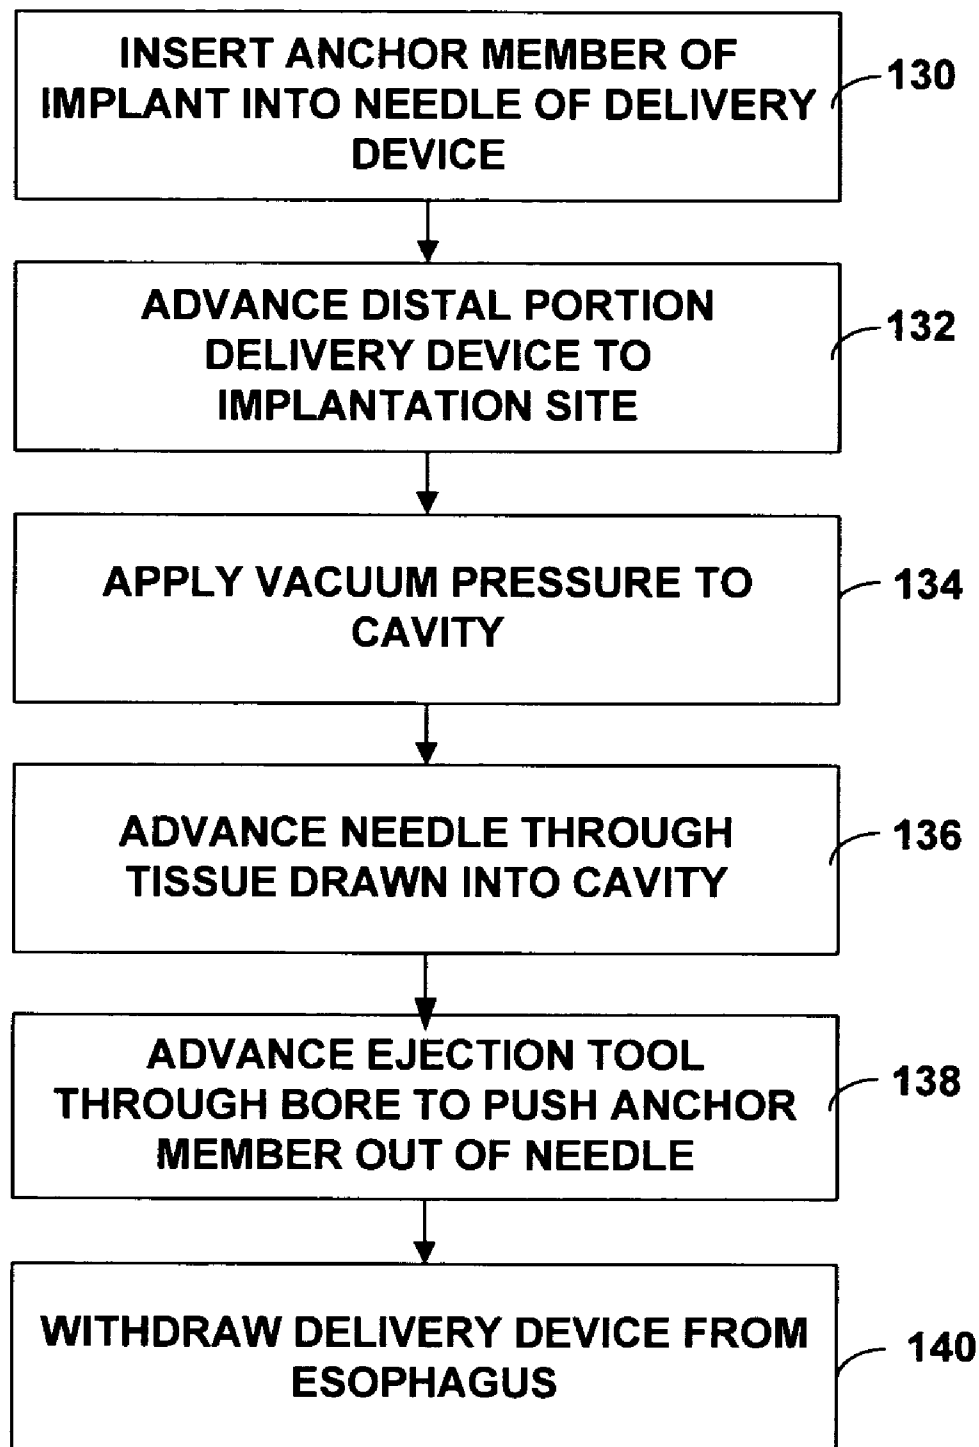 INSERT ANCHOR MEMBER OF
IMPLANT INTO NEEDLE OF DELIVERY
DEVICE
130
ADVANCE DISTAL PORTION
DELIVERY DEVICE TO
IMPLANTATION SITE
132
APPLY VACUUM PRESSURE TO
CAVITY
134
ADVANCE NEEDLE THROUGH
TISSUE DRAWN INTO CAVITY
136
ADVANCE EJECTION TOOL
THROUGH BORE TO PUSH ANCHOR
MEMBER OUT OF NEEDLE
138
WITHDRAW DELIVERY DEVICE FROM
ESOPHAGUS
140